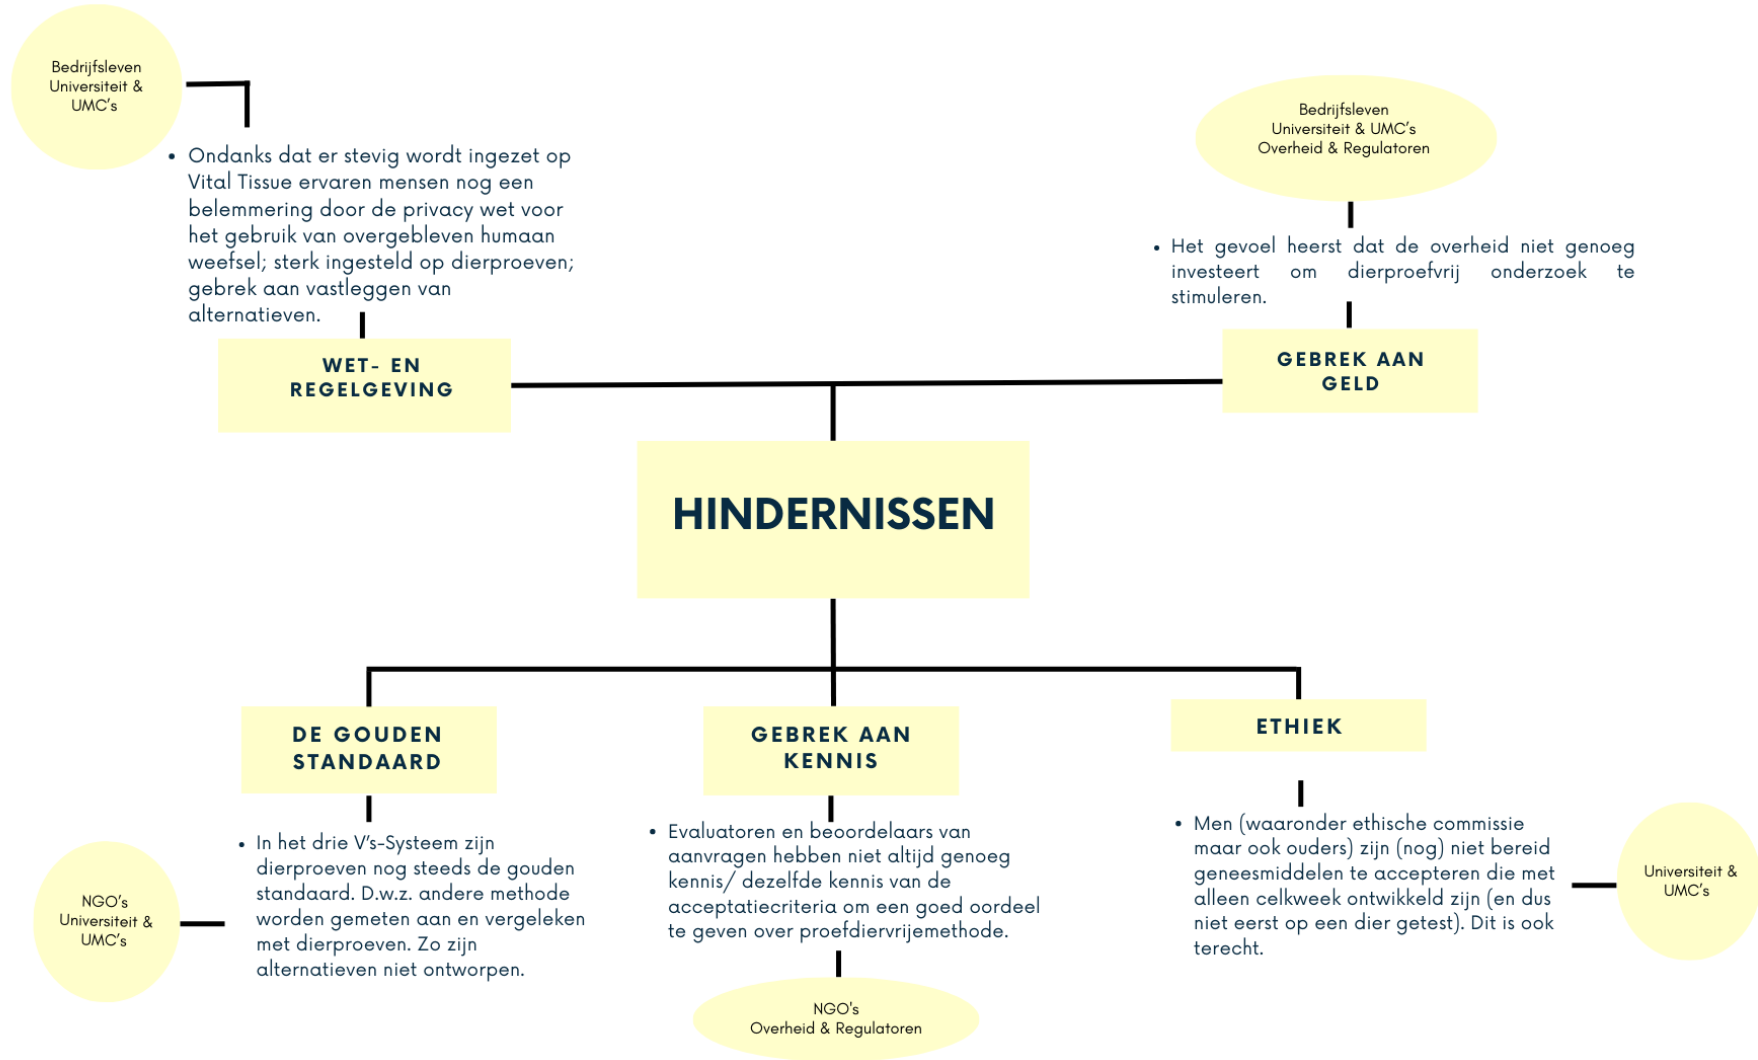 Bedrijfsleven
Universiteit &
UMC's
Ondanks dat er stevig wordt ingezet op
Vital Tissue ervaren mensen nog een
belemmering door de privacy wet voor
het gebruik van overgebleven humaan
weefsel; sterk ingesteld op dierproeven;
gebrek aan vastleggen van
alternatieven.
WET- EN
REGELGEVING
Bedrijfsleven
Universiteit & UMC's
Overheid & Regulatoren
Het gevoel heerst dat de overheid niet genoeg
investeert om dierproefvrij onderzoek te
stimuleren.
GEBREK AAN
GELD
HINDERNISSEN
DE GOUDEN
STANDAARD
In het drie V's-Systeem zijn
dierproeven nog steeds de gouden
standaard. D.w.z. andere methode
worden gemeten aan en vergeleken
met dierproeven. Zo zijn
alternatieven niet ontworpen.
NGO's
Universiteit &
UMC's
GEBREK AAN
KENNIS
Evaluatoren en beoordelaars van
aanvragen hebben niet altijd genoeg
kennis/ dezelfde kennis van de
acceptatiecriteria om een goed oordeel
te geven over proefdiervrijemethode.
NGO's
Overheid & Regulatoren
ETHIEK
Men (waaronder ethische commissie
maar ook ouders) zijn (nog) niet bereid
geneesmiddelen te accepteren die met
alleen celkweek ontwikkeld zijn (en dus
niet eerst op een dier getest). Dit is ook
terecht.
Universiteit &
UMC's